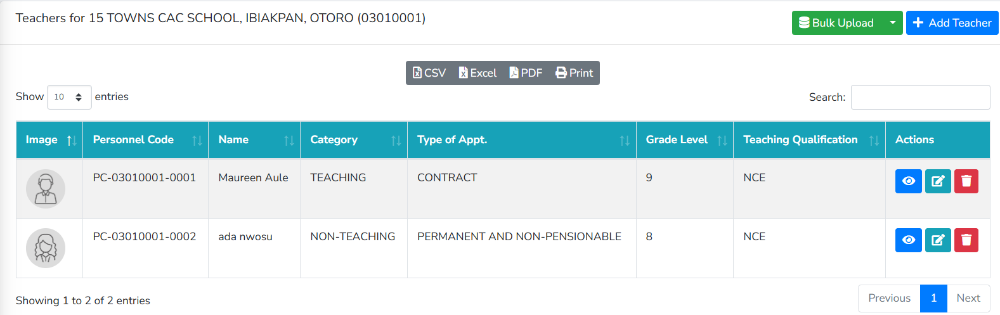 Teachers for 15 TOWNS CAC SCHOOL, IBIAKPAN, OTORO (03010001)
Bulk Upload
Add Teacher
CSV Excel PDF Print
Show 10 entries
Search:
Image Personnel Code Name Category Type of Appt. Grade Level Teaching Qualification Actions
PC-03010001-0001 Maureen Aule TEACHING CONTRACT 9 NCE
PC-03010001-0002 ada nwosu NON-TEACHING PERMANENT AND NON-PENSIONABLE 8 NCE
Showing 1 to 2 of 2 entries
Previous 1 Next